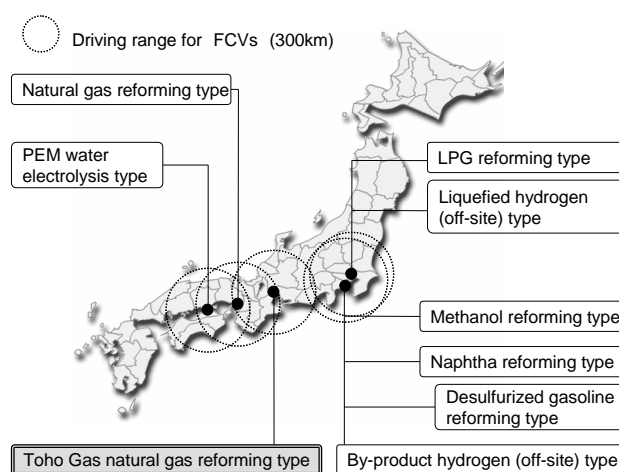 Driving range for FCVs (300km)
Natural gas reforming type
PEM water
electrolysis type
LPG reforming type
Liquefied hydrogen
(off-site) type
Methanol reforming type
Naphtha reforming type
Desulfurized gasoline
reforming type
Toho Gas natural gas reforming type
By-product hydrogen (off-site) type